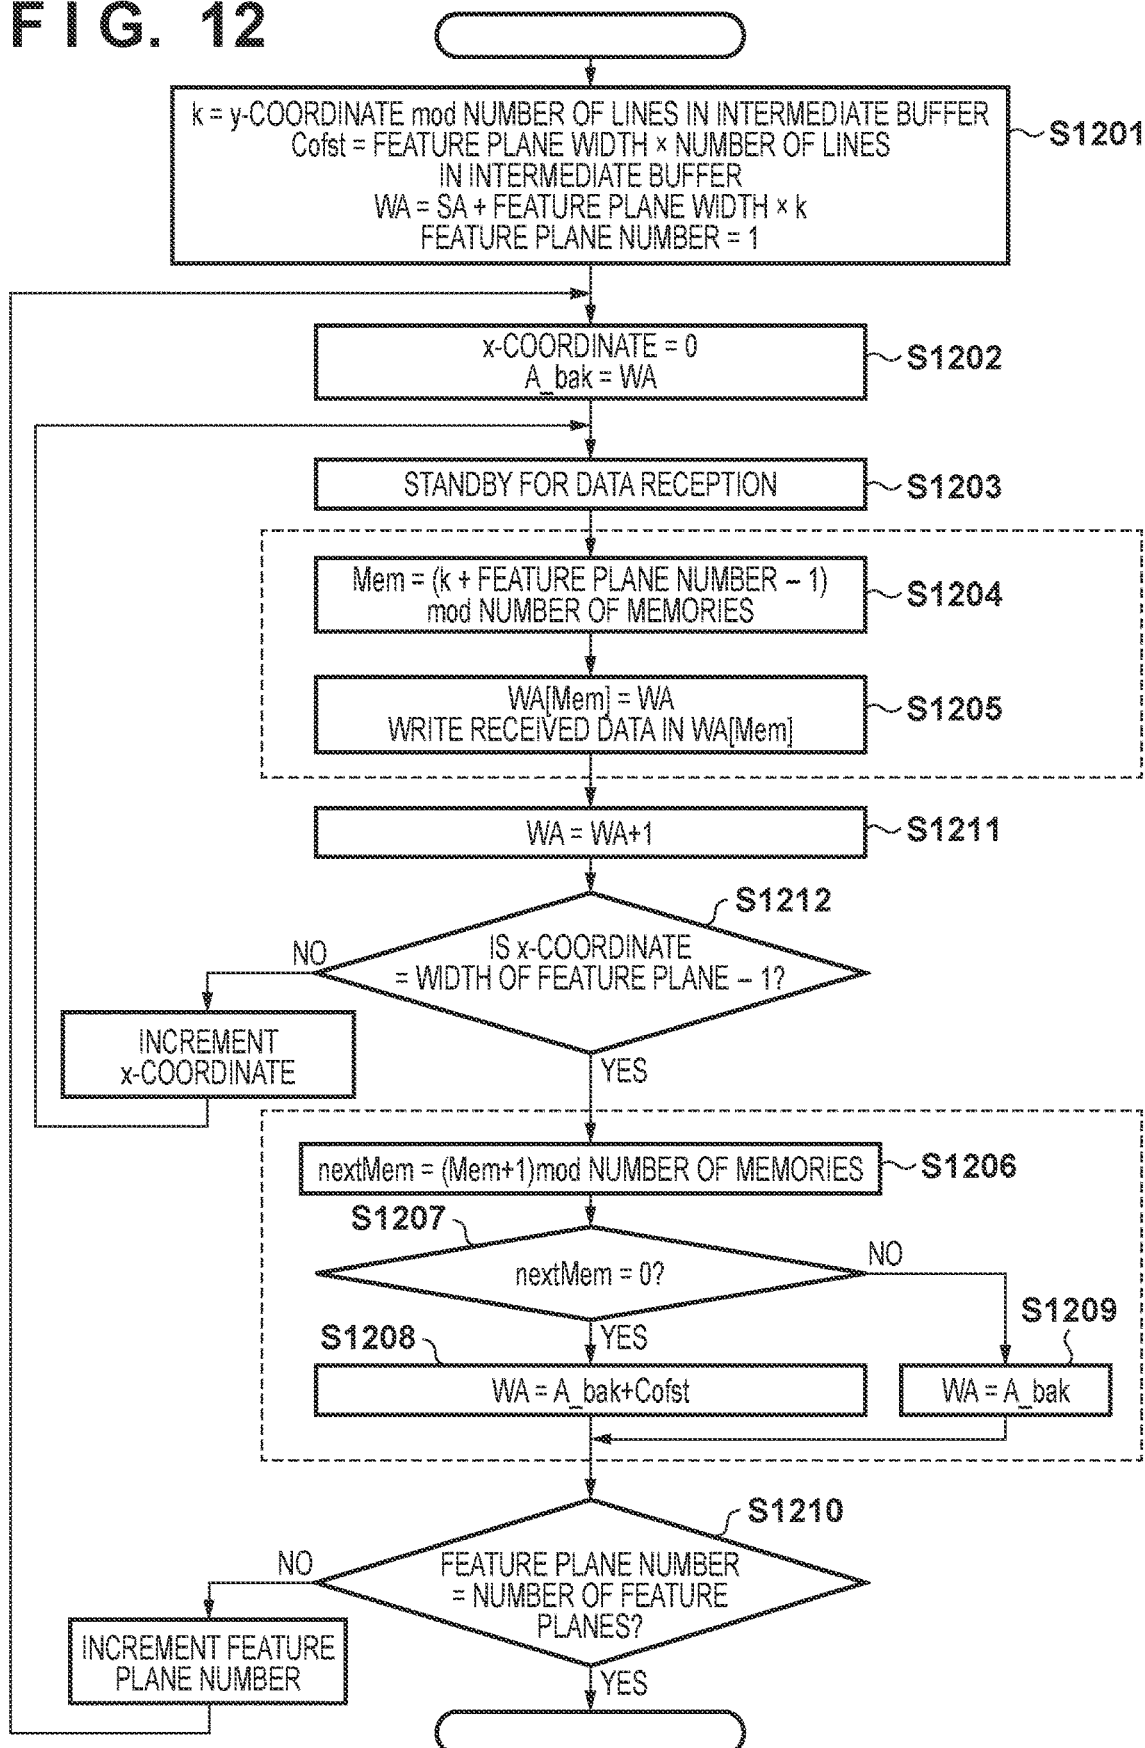 FIG. 12
k = y-COORDINATE mod NUMBER OF LINES IN INTERMEDIATE BUFFER
Cofst = FEATURE PLANE WIDTH × NUMBER OF LINES
IN INTERMEDIATE BUFFER
WA = SA + FEATURE PLANE WIDTH × k
FEATURE PLANE NUMBER = 1
S1201
x-COORDINATE = 0
A_bak = WA
S1202
STANDBY FOR DATA RECEPTION
S1203
Mem = (k + FEATURE PLANE NUMBER – 1)
mod NUMBER OF MEMORIES
S1204
WA[Mem] = WA
WRITE RECEIVED DATA IN WA[Mem]
S1205
WA = WA+1
S1211
S1212
IS x-COORDINATE
= WIDTH OF FEATURE PLANE – 1?
NO
INCREMENT
x-COORDINATE
YES
nextMem = (Mem+1)mod NUMBER OF MEMORIES
S1206
S1207
nextMem = 0?
NO
YES
S1208
WA = A_bak+Cofst
S1209
WA = A_bak
S1210
FEATURE PLANE NUMBER
= NUMBER OF FEATURE
PLANES?
NO
INCREMENT FEATURE
PLANE NUMBER
YES